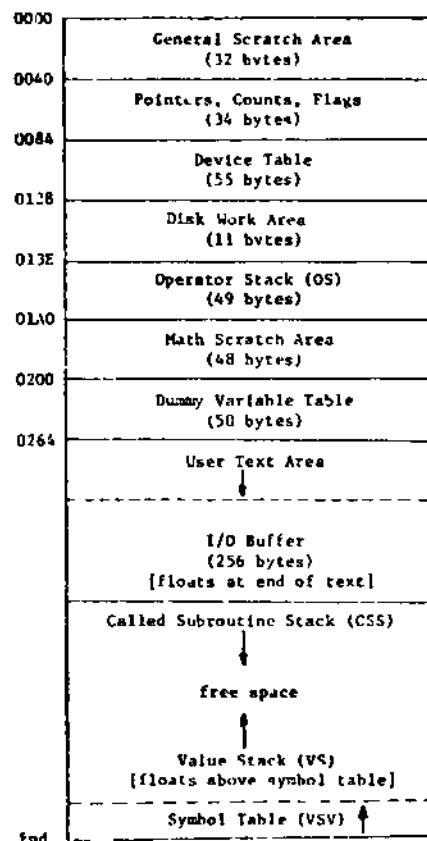 0000
General Scratch Area
(32 bytes)
0040
Pointers, Counts, Flags
(34 bytes)
0084
Device Table
(55 bytes)
0128
Disk Work Area
(11 bytes)
013E
Operator Stack (OS)
(49 bytes)
01A0
Math Scratch Area
(48 bytes)
0200
Dummy Variable Table
(50 bytes)
0264
User Text Area
I/O Buffer
(256 bytes)
[floats at end of text]
Called Subroutine Stack (CSS)
free space
Value Stack (VS)
[floats above symbol table]
Symbol Table (VSV)
End